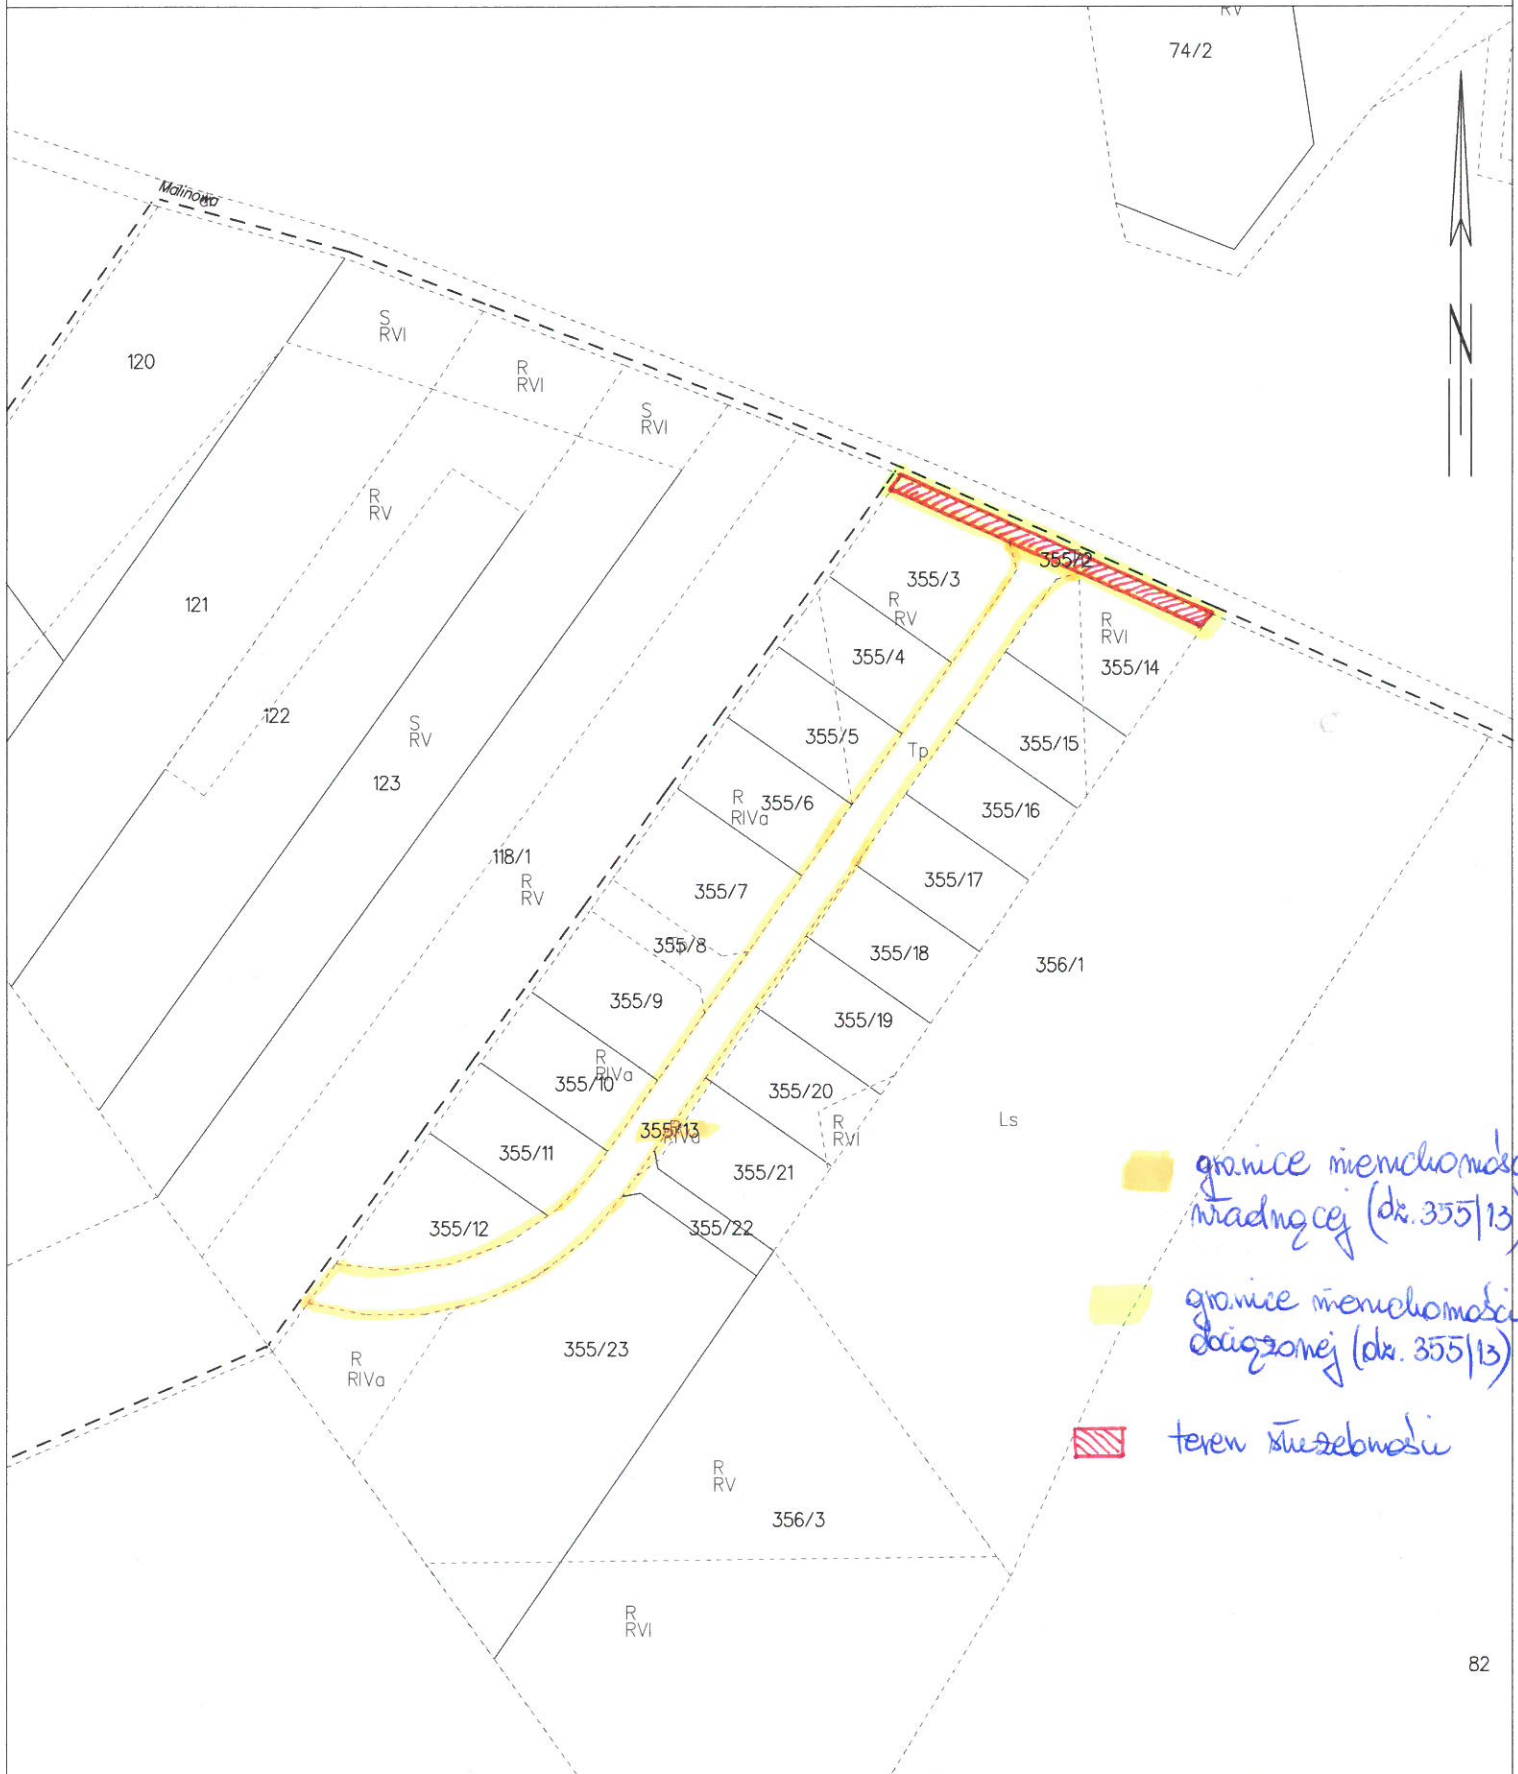 RV
74/2
Malinowa
N
S
RVI
120
R
RVI
S
RVI
R
RV
355/2
355/3
121
R
RV
R
RVI
355/4
355/14
122
S
RV
355/5
Tp
355/15
123
R
RIVa
355/6
355/16
118/1
R
RV
355/7
355/17
355/8
355/18
356/1
355/9
355/19
R
RIVa
355/10
355/20
355/13
R
RIVa
R
RVI
Ls
355/11
355/21
granice nieruchomośc
władnącej (dz. 355/13)
355/12
355/22
granice nieruchomości
obciążonej (dz. 355/13)
355/23
R
RIVa
teren służebności
R
RV
356/3
R
RVI
82